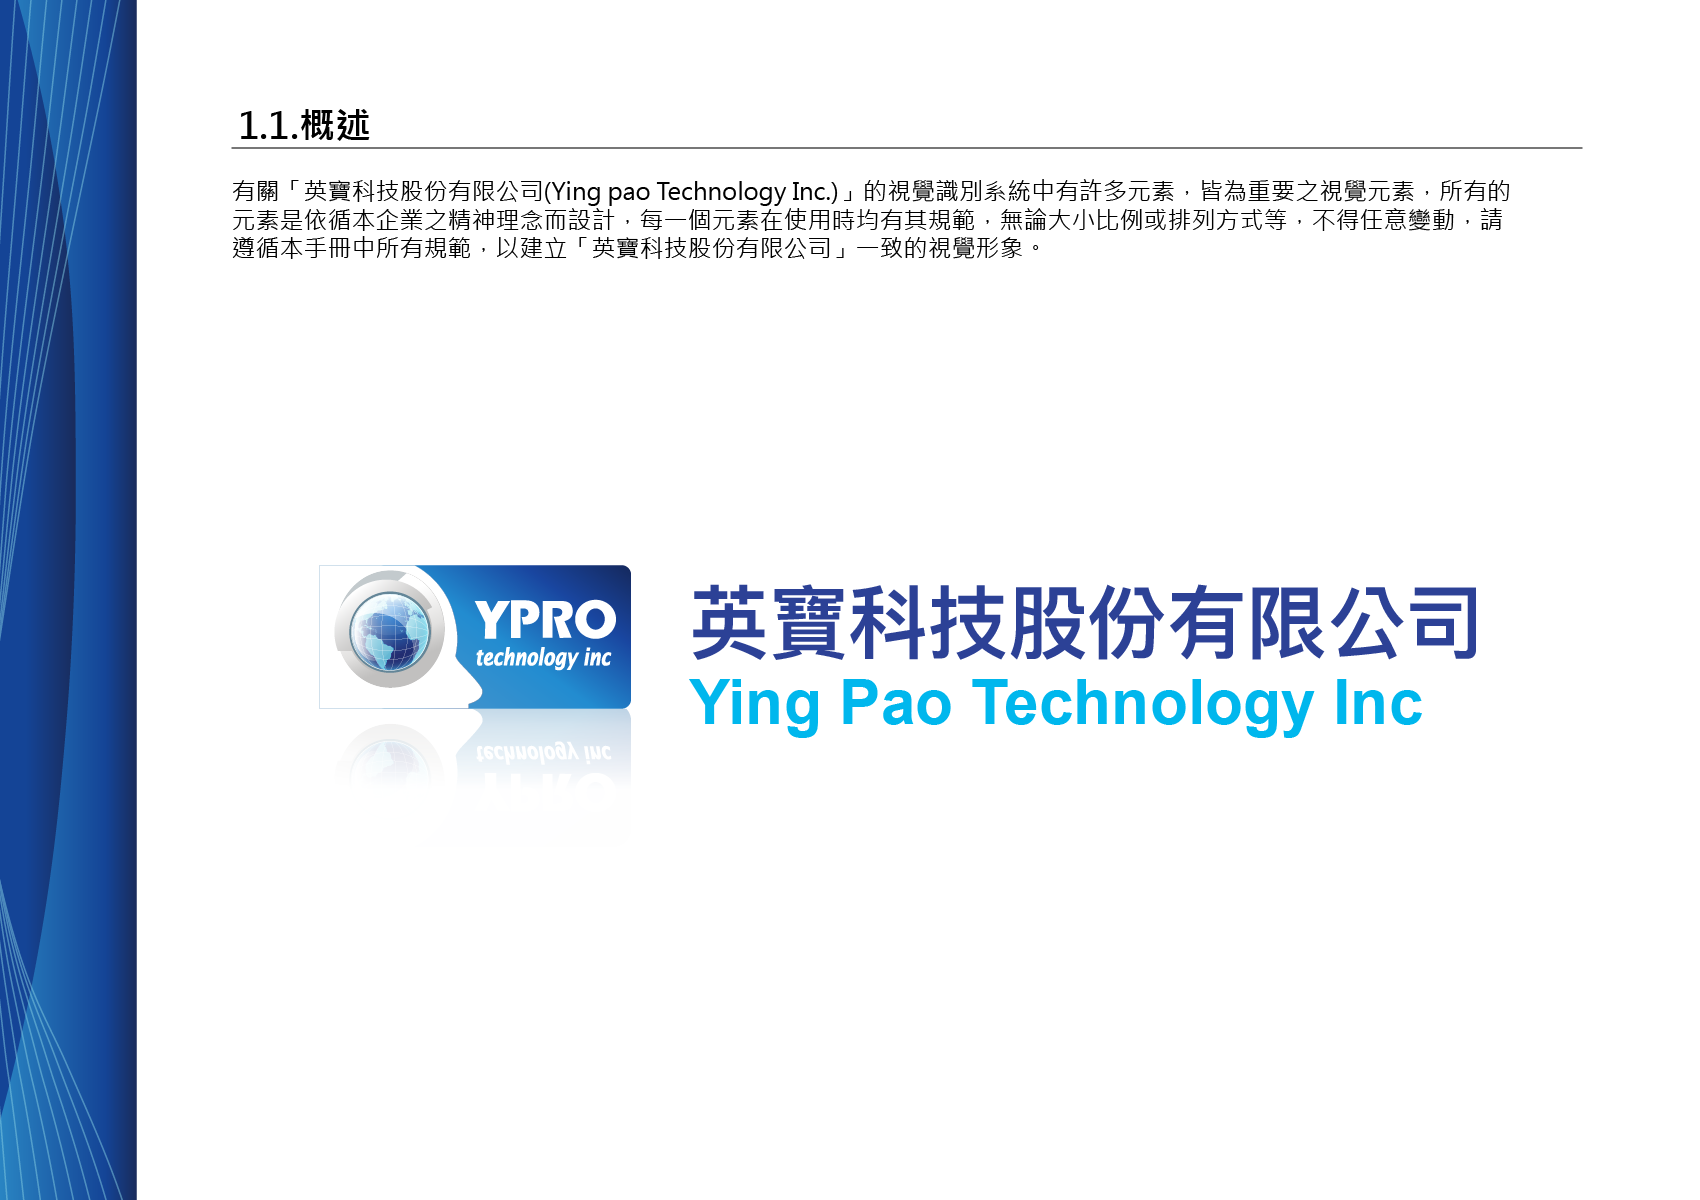 1.1.概述
有關「英寶科技股份有限公司(Ying pao Technology Inc.)」的視覺識別系統中有許多元素，皆為重要之視覺元素，所有的
元素是依循本企業之精神理念而設計，每一個元素在使用時均有其規範，無論大小比例或排列方式等，不得任意變動，請
遵循本手冊中所有規範，以建立「英寶科技股份有限公司」一致的視覺形象。
YPRO
technology inc
英寶科技股份有限公司
Ying Pao Technology Inc